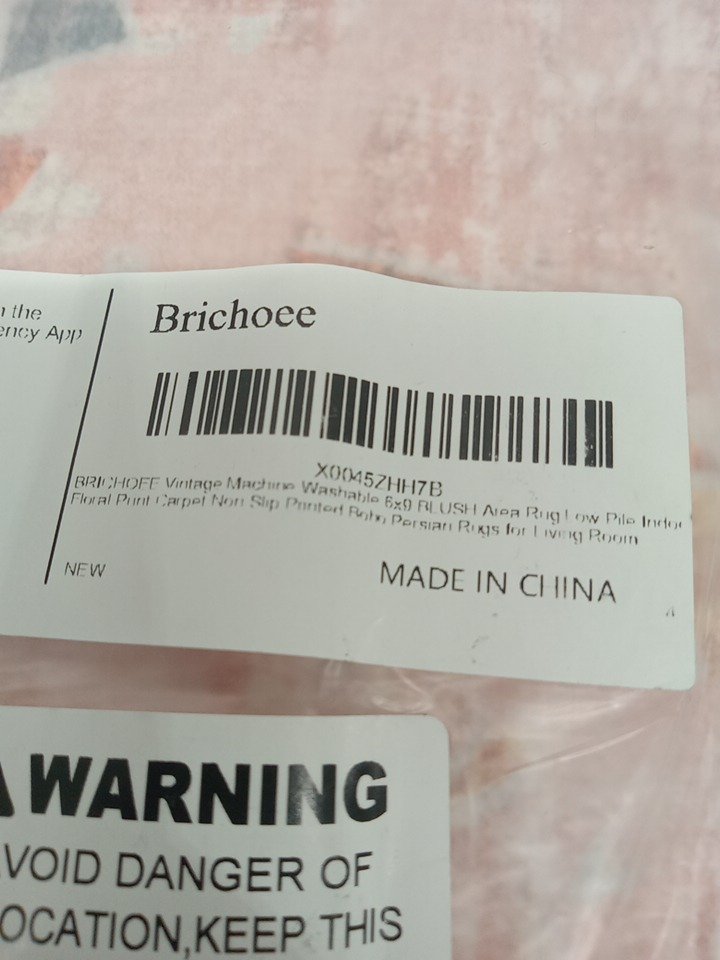 n the
ency App
Brichoee
X0045ZHH7B
BRICHOEE Vintage Machine Washable 6x9 BLUSH Area Rug Low Pile Indoor
Floral Print Carpet Non Slip Printed Boho Persian Rugs for Living Room
NEW
MADE IN CHINA
WARNING
AVOID DANGER OF
OCATION,KEEP THIS